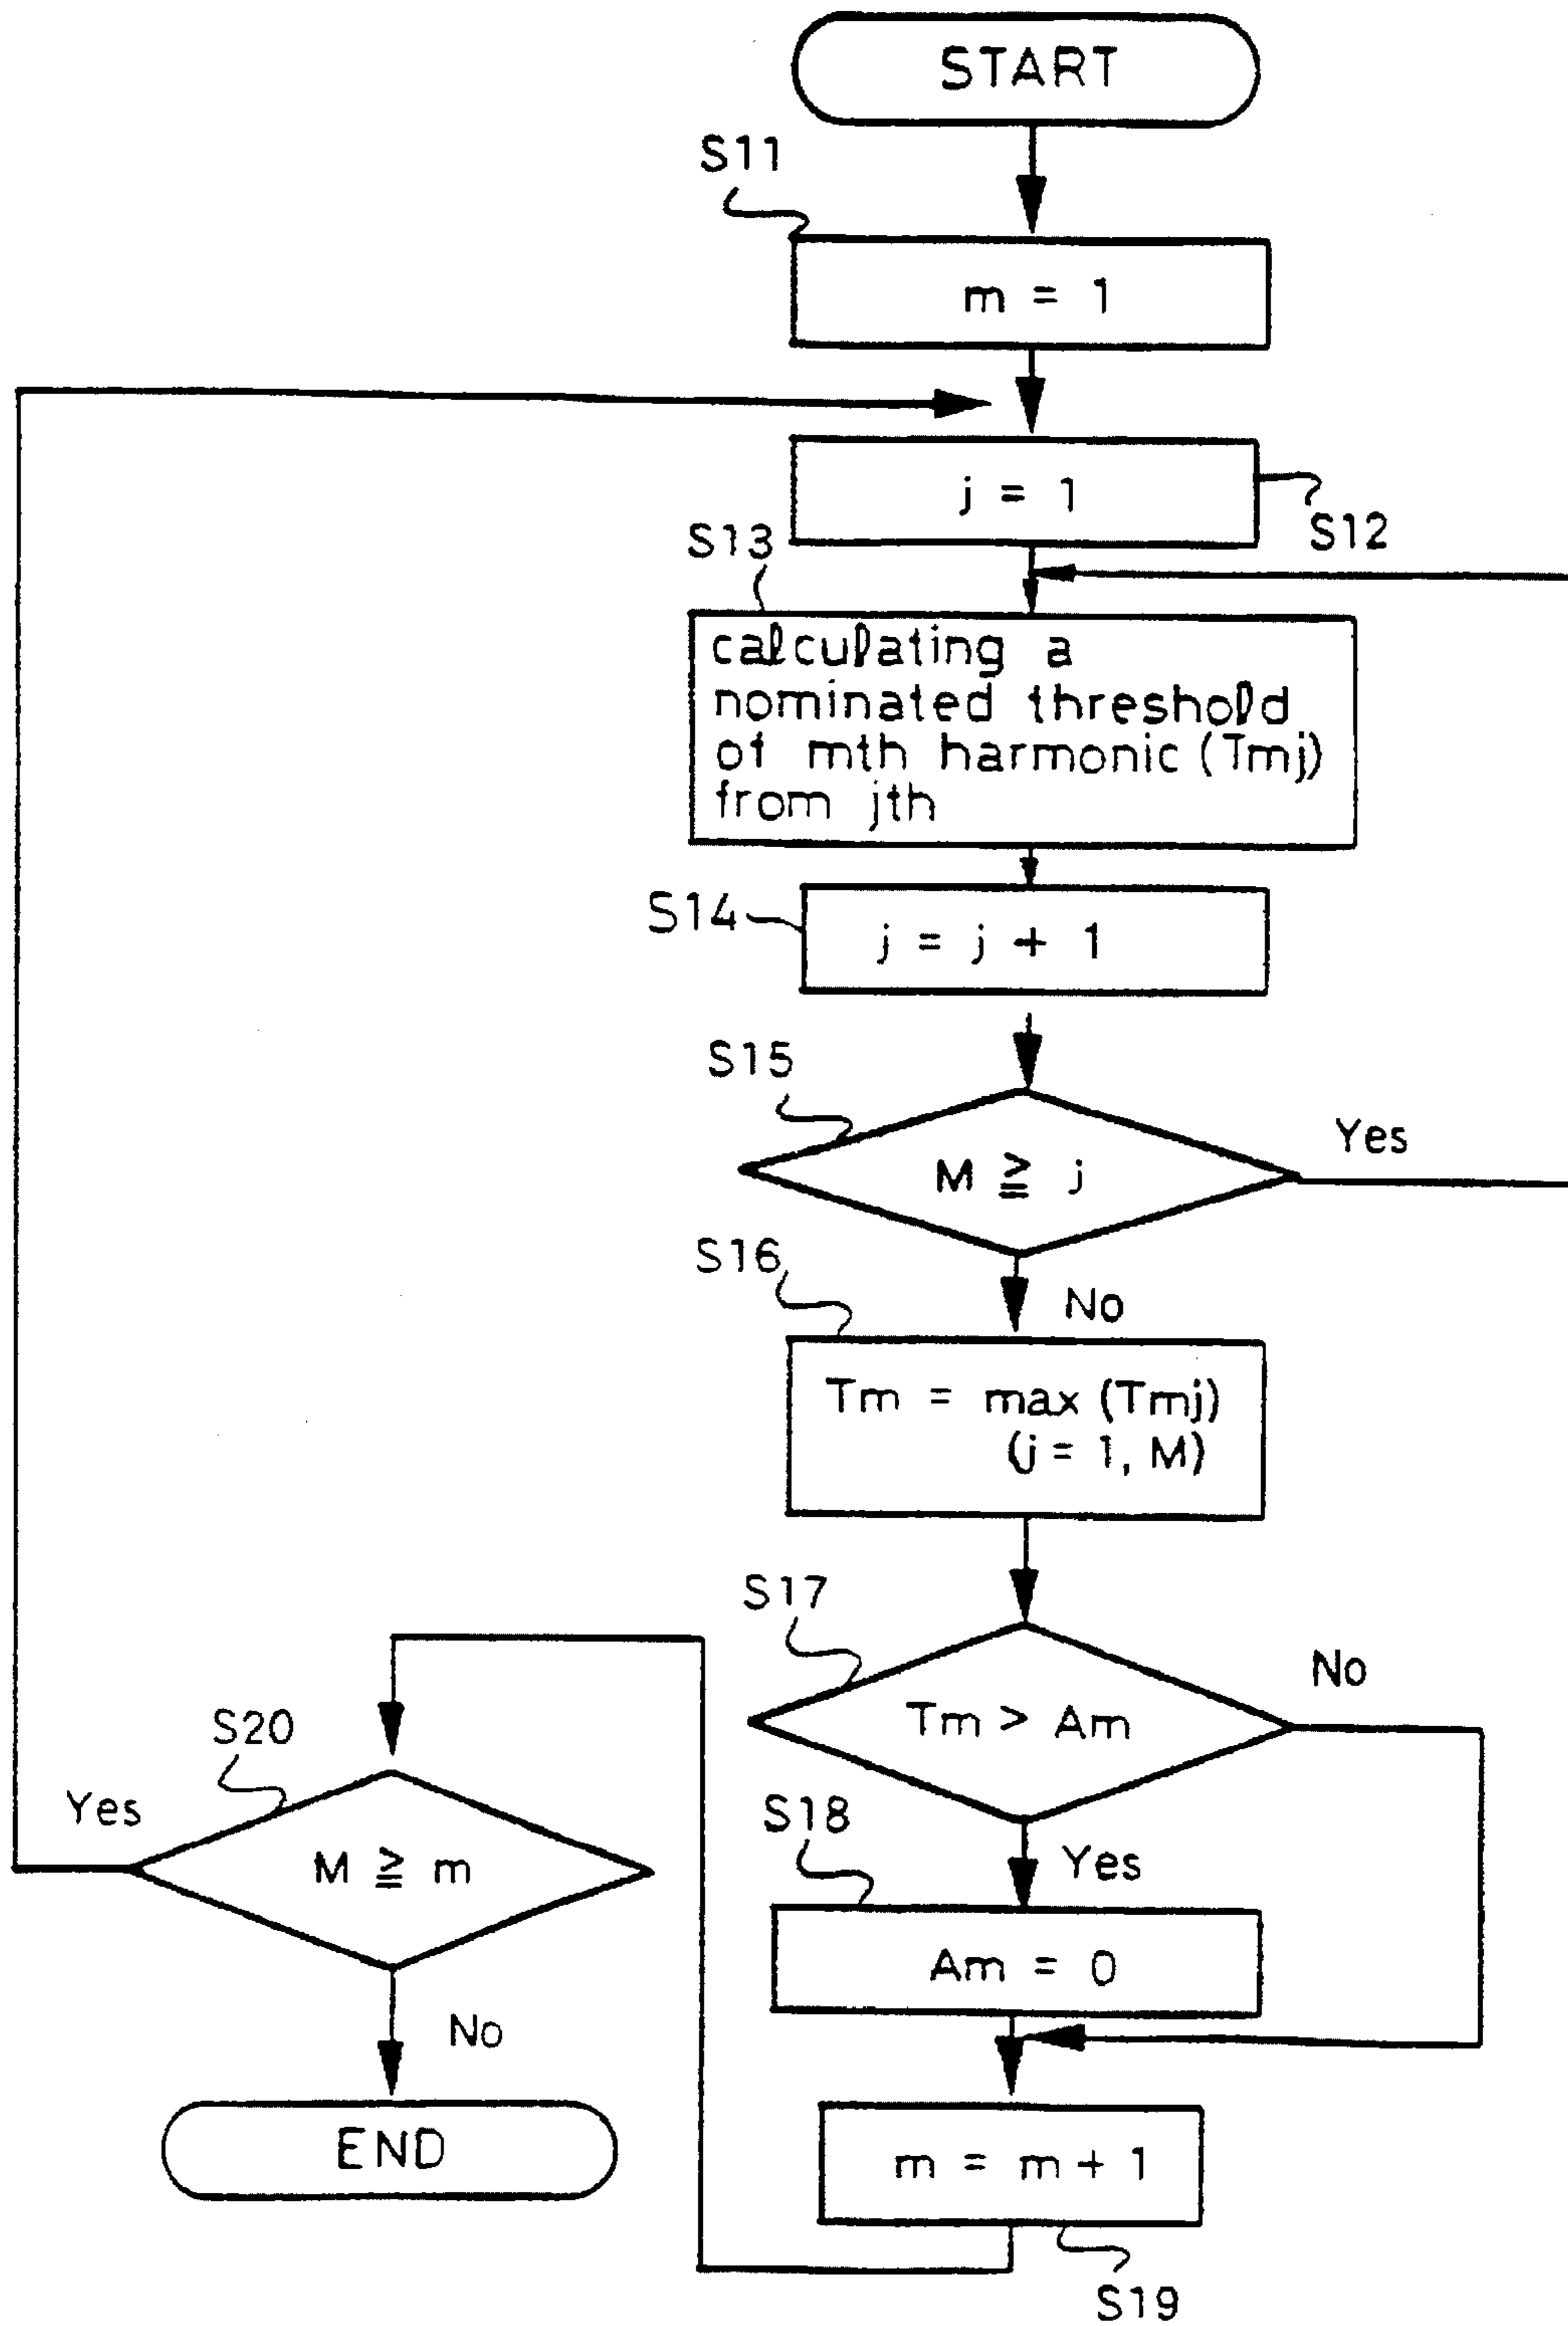 START
S11
m = 1
j = 1
S12
S13
calculating a
nominated threshold
of mth harmonic (Tmj)
from jth
S14
j = j + 1
S15
M ≧ j
Yes
S16
No
Tm = max (Tmj)
(j = 1, M)
S17
Tm > Am
No
S18
Yes
Am = 0
m = m + 1
S19
S20
Yes
M ≧ m
No
END